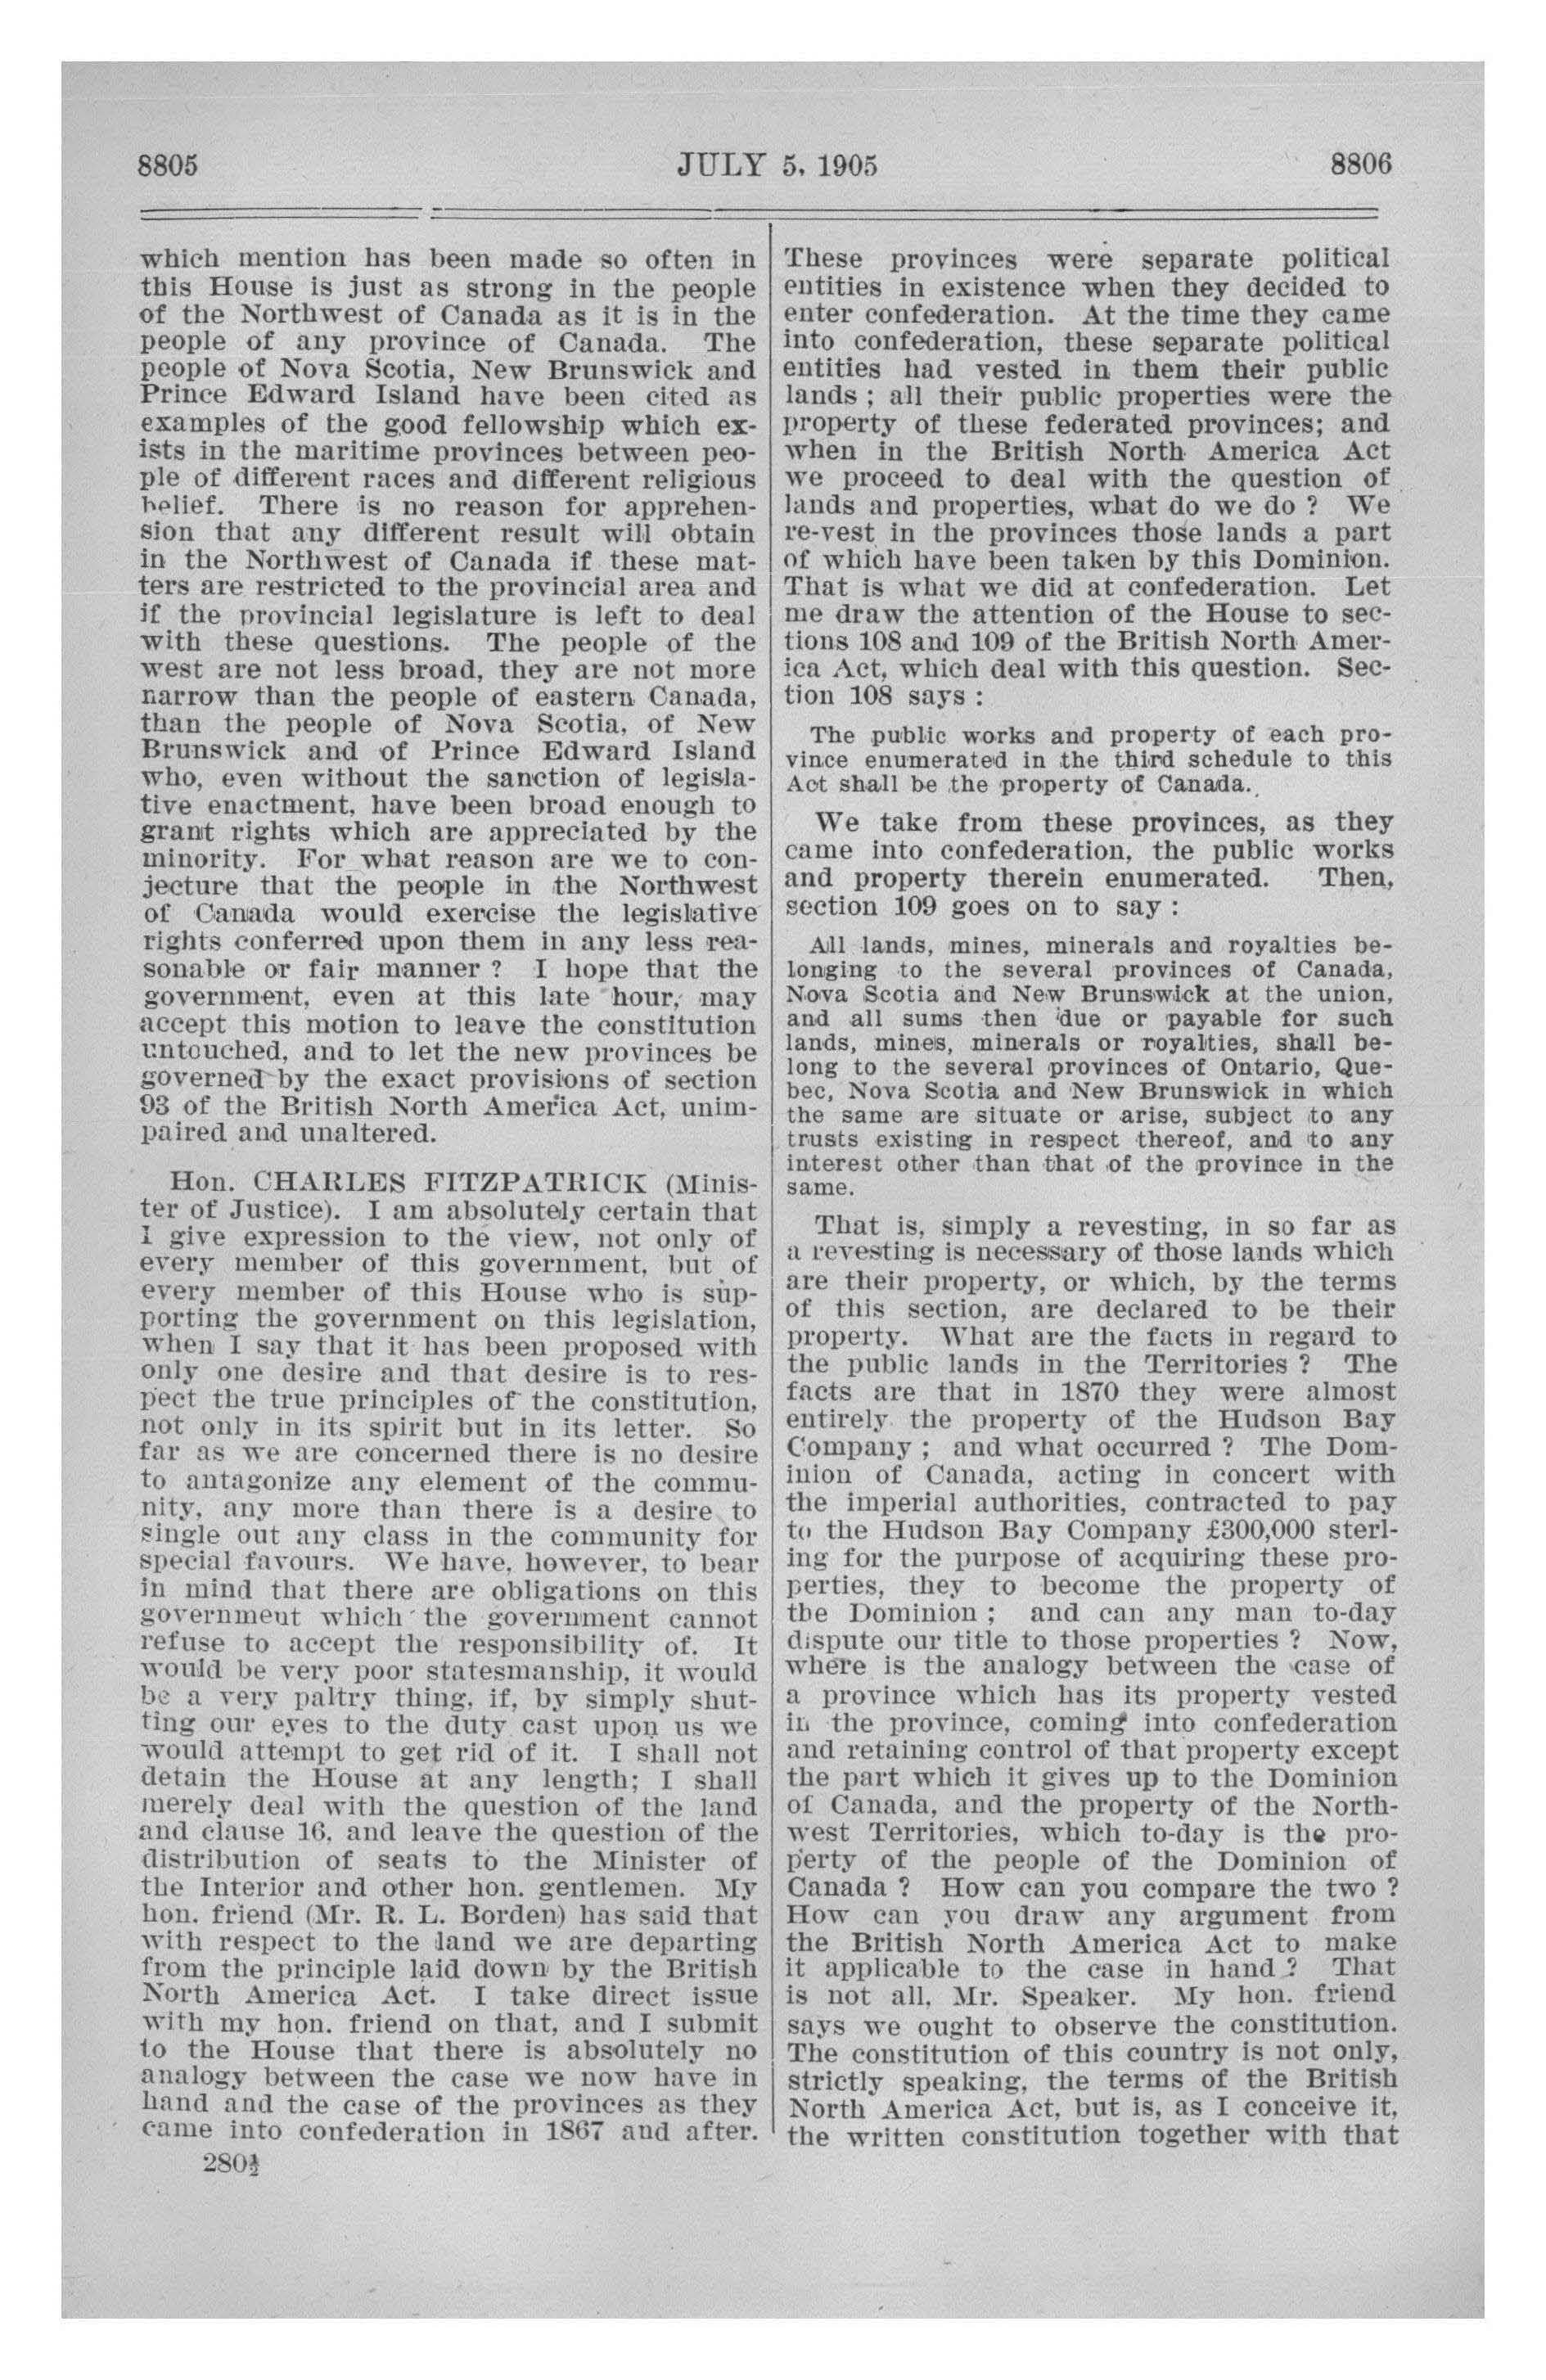 8805
JULY 5, 1905
8806
which mention has been made so often in
this House is just as strong in the people
of the Northwest of Canada as it is in the
people of any province of Canada. The
people of Nova Scotia, New Brunswick and
Prince Edward Island have been cited as
examples of the good fellowship which ex-
ists in the maritime provinces between peo-
ple of different races and different religious
belief. There is no reason for apprehen-
sion that any different result will obtain
in the Northwest of Canada if these mat-
ters are restricted to the provincial area and
if the provincial legislature is left to deal
with these questions. The people of the
west are not less broad, they are not more
narrow than the people of eastern Canada,
than the people of Nova Scotia, of New
Brunswick and of Prince Edward Island
who, even without the sanction of legisla-
tive enactment, have been broad enough to
grant rights which are appreciated by the
minority. For what reason are we to con-
jecture that the people in the Northwest
of Canada would exercise the legislative
rights conferred upon them in any less rea-
sonable or fair manner ? I hope that the
government, even at this late hour, may
accept this motion to leave the constitution
untouched, and to let the new provinces be
governed by the exact provisions of section
93 of the British North America Act, unim-
paired and unaltered.
Hon. CHARLES FITZPATRICK (Minis-
ter of Justice). I am absolutely certain that
I give expression to the view, not only of
every member of this government, but of
every member of this House who is sup-
porting the government on this legislation,
when I say that it has been proposed with
only one desire and that desire is to res-
pect the true principles of the constitution,
not only in its spirit but in its letter. So
far as we are concerned there is no desire
to antagonize any element of the commu-
nity, any more than there is a desire to
single out any class in the community for
special favours. We have, however, to bear
in mind that there are obligations on this
government which the government cannot
refuse to accept the responsibility of. It
would be very poor statesmanship, it would
be a very paltry thing, if, by simply shut-
ting our eyes to the duty cast upon us we
would attempt to get rid of it. I shall not
detain the House at any length; I shall
merely deal with the question of the land
and clause 16, and leave the question of the
distribution of seats to the Minister of
the Interior and other hon. gentlemen. My
hon. friend (Mr. R. L. Borden) has said that
with respect to the land we are departing
from the principle laid down by the British
North America Act. I take direct issue
with my hon. friend on that, and I submit
to the House that there is absolutely no
analogy between the case we now have in
hand and the case of the provinces as they
came into confederation in 1867 and after.
280½
These provinces were separate political
entities in existence when they decided to
enter confederation. At the time they came
into confederation, these separate political
entities had vested in them their public
lands ; all their public properties were the
property of these federated provinces; and
when in the British North America Act
we proceed to deal with the question of
lands and properties, what do we do ? We
re-vest in the provinces those lands a part
of which have been taken by this Dominion.
That is what we did at confederation. Let
me draw the attention of the House to sec-
tions 108 and 109 of the British North Amer-
ica Act, which deal with this question. Sec-
tion 108 says :
The public works and property of each pro-
vince enumerated in the third schedule to this
Act shall be the property of Canada.
We take from these provinces, as they
came into confederation, the public works
and property therein enumerated. Then,
section 109 goes on to say :
All lands, mines, minerals and royalties be-
longing to the several provinces of Canada,
Nova Scotia and New Brunswick at the union,
and all sums then due or payable for such
lands, mines, minerals or royalties, shall be-
long to the several provinces of Ontario, Que-
bec, Nova Scotia and New Brunswick in which
the same are situate or arise, subject to any
trusts existing in respect thereof, and to any
interest other than that of the province in the
same.
That is, simply a revesting, in so far as
a revesting is necessary of those lands which
are their property, or which, by the terms
of this section, are declared to be their
property. What are the facts in regard to
the public lands in the Territories ? The
facts are that in 1870 they were almost
entirely the property of the Hudson Bay
Company ; and what occurred ? The Dom-
inion of Canada, acting in concert with
the imperial authorities, contracted to pay
to the Hudson Bay Company £300,000 sterl-
ing for the purpose of acquiring these pro-
perties, they to become the property of
the Dominion ; and can any man to-day
dispute our title to those properties ? Now,
where is the analogy between the case of
a province which has its property vested
in the province, coming into confederation
and retaining control of that property except
the part which it gives up to the Dominion
of Canada, and the property of the North-
west Territories, which to-day is the pro-
perty of the people of the Dominion of
Canada ? How can you compare the two ?
How can you draw any argument from
the British North America Act to make
it applicable to the case in hand ? That
is not all, Mr. Speaker. My hon. friend
says we ought to observe the constitution.
The constitution of this country is not only,
strictly speaking, the terms of the British
North America Act, but is, as I conceive it,
the written constitution together with that